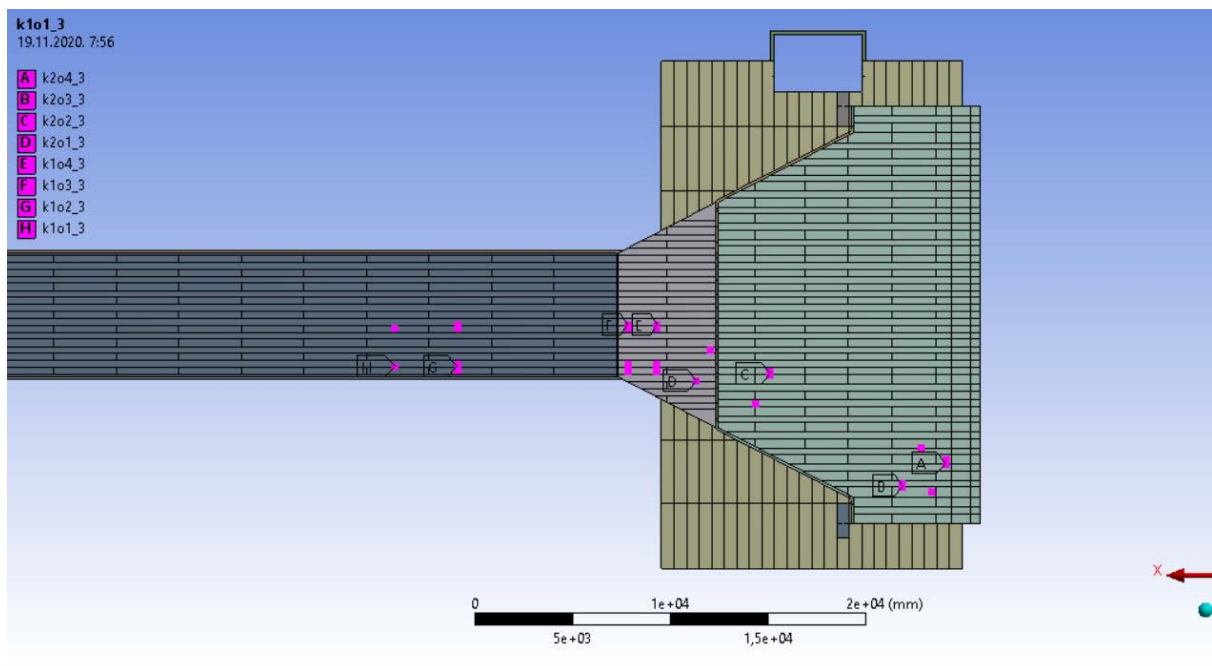 k1o1_3
19.11.2020. 7:56
A k2o4_3
B k2o3_3
C k2o2_3
D k2o1_3
E k1o4_3
F k1o3_3
G k1o2_3
H k1o1_3
F E
H G D C
A
X
0 1e+04 2e+04 (mm)
5e+03 1,5e+04